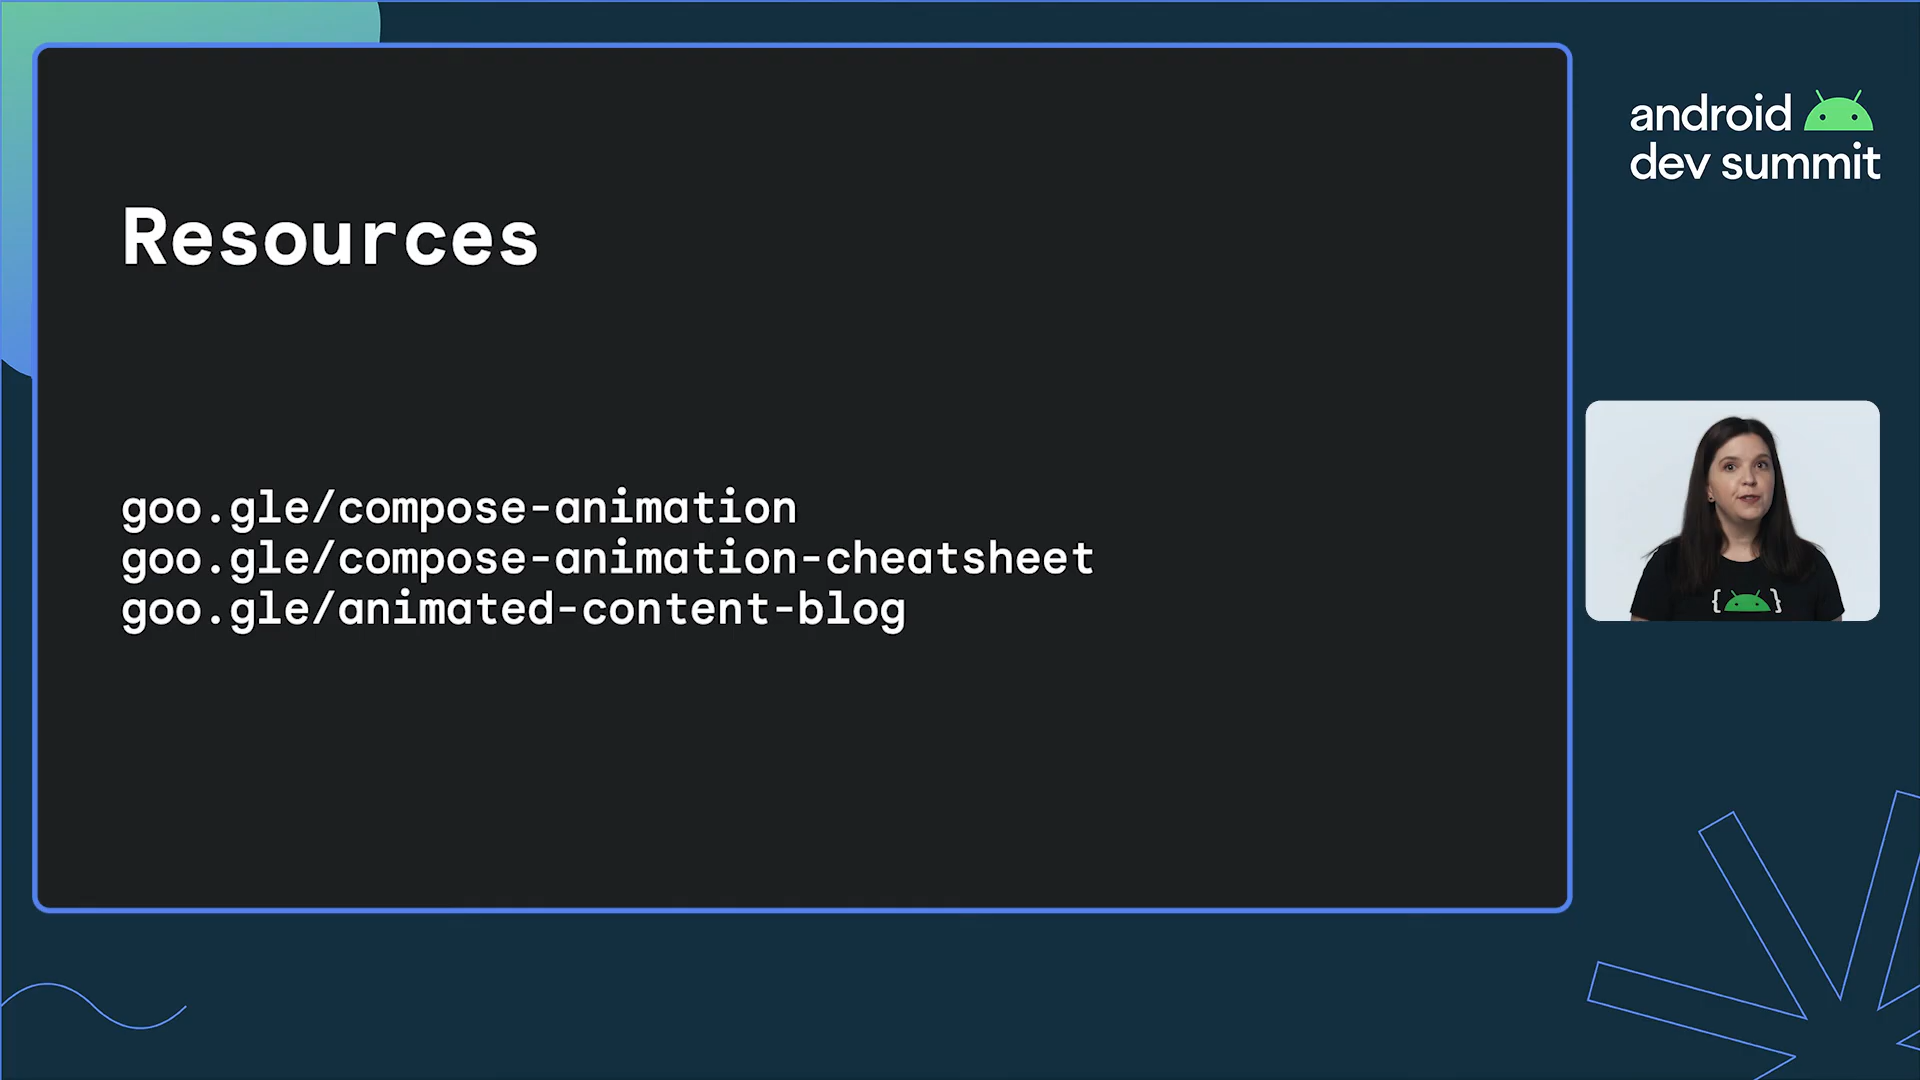 Resources
goo.gle/compose-animation
goo.gle/compose-animation-cheatsheet
goo.gle/animated-content-blog
android
dev summit
{ }